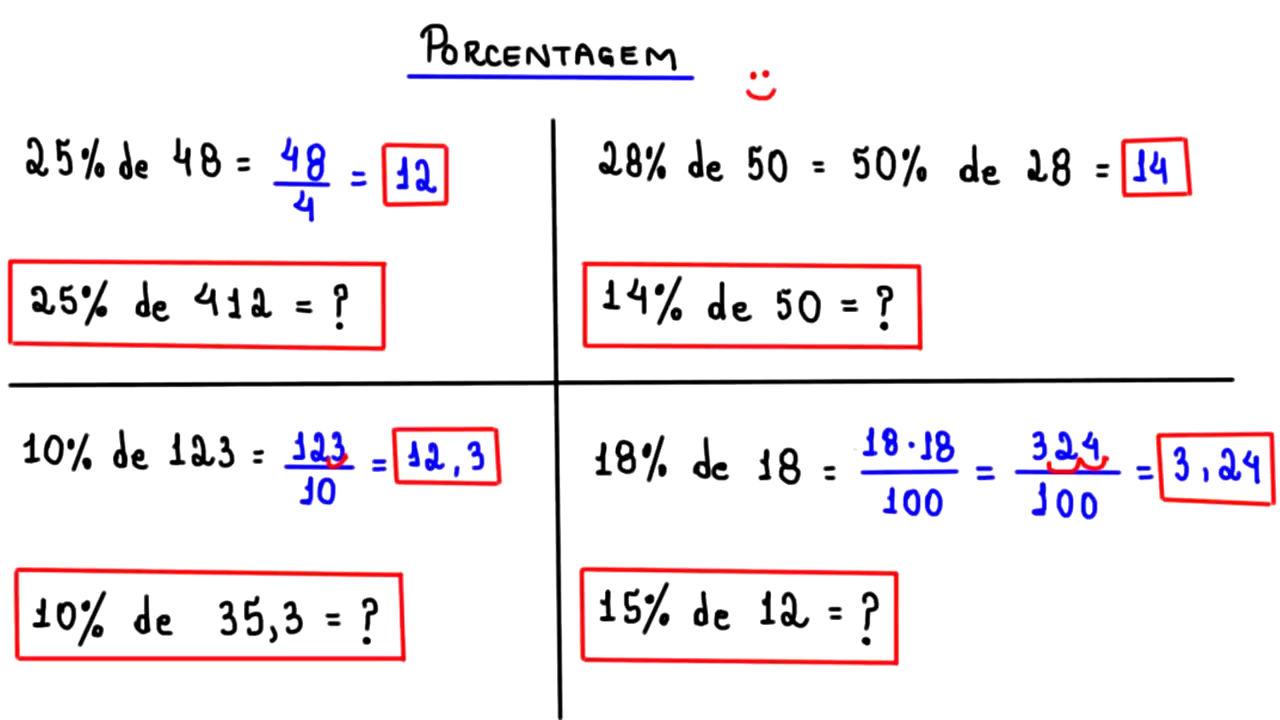 PORCENTAGEM
25% de 48 = 48/4 = 12
25% de 412 = ?
28% de 50 = 50% de 28 = 14
14% de 50 = ?
10% de 123 = 123/10 = 12,3
10% de 35,3 = ?
18% de 18 = 18·18/100 = 324/100 = 3,24
15% de 12 = ?